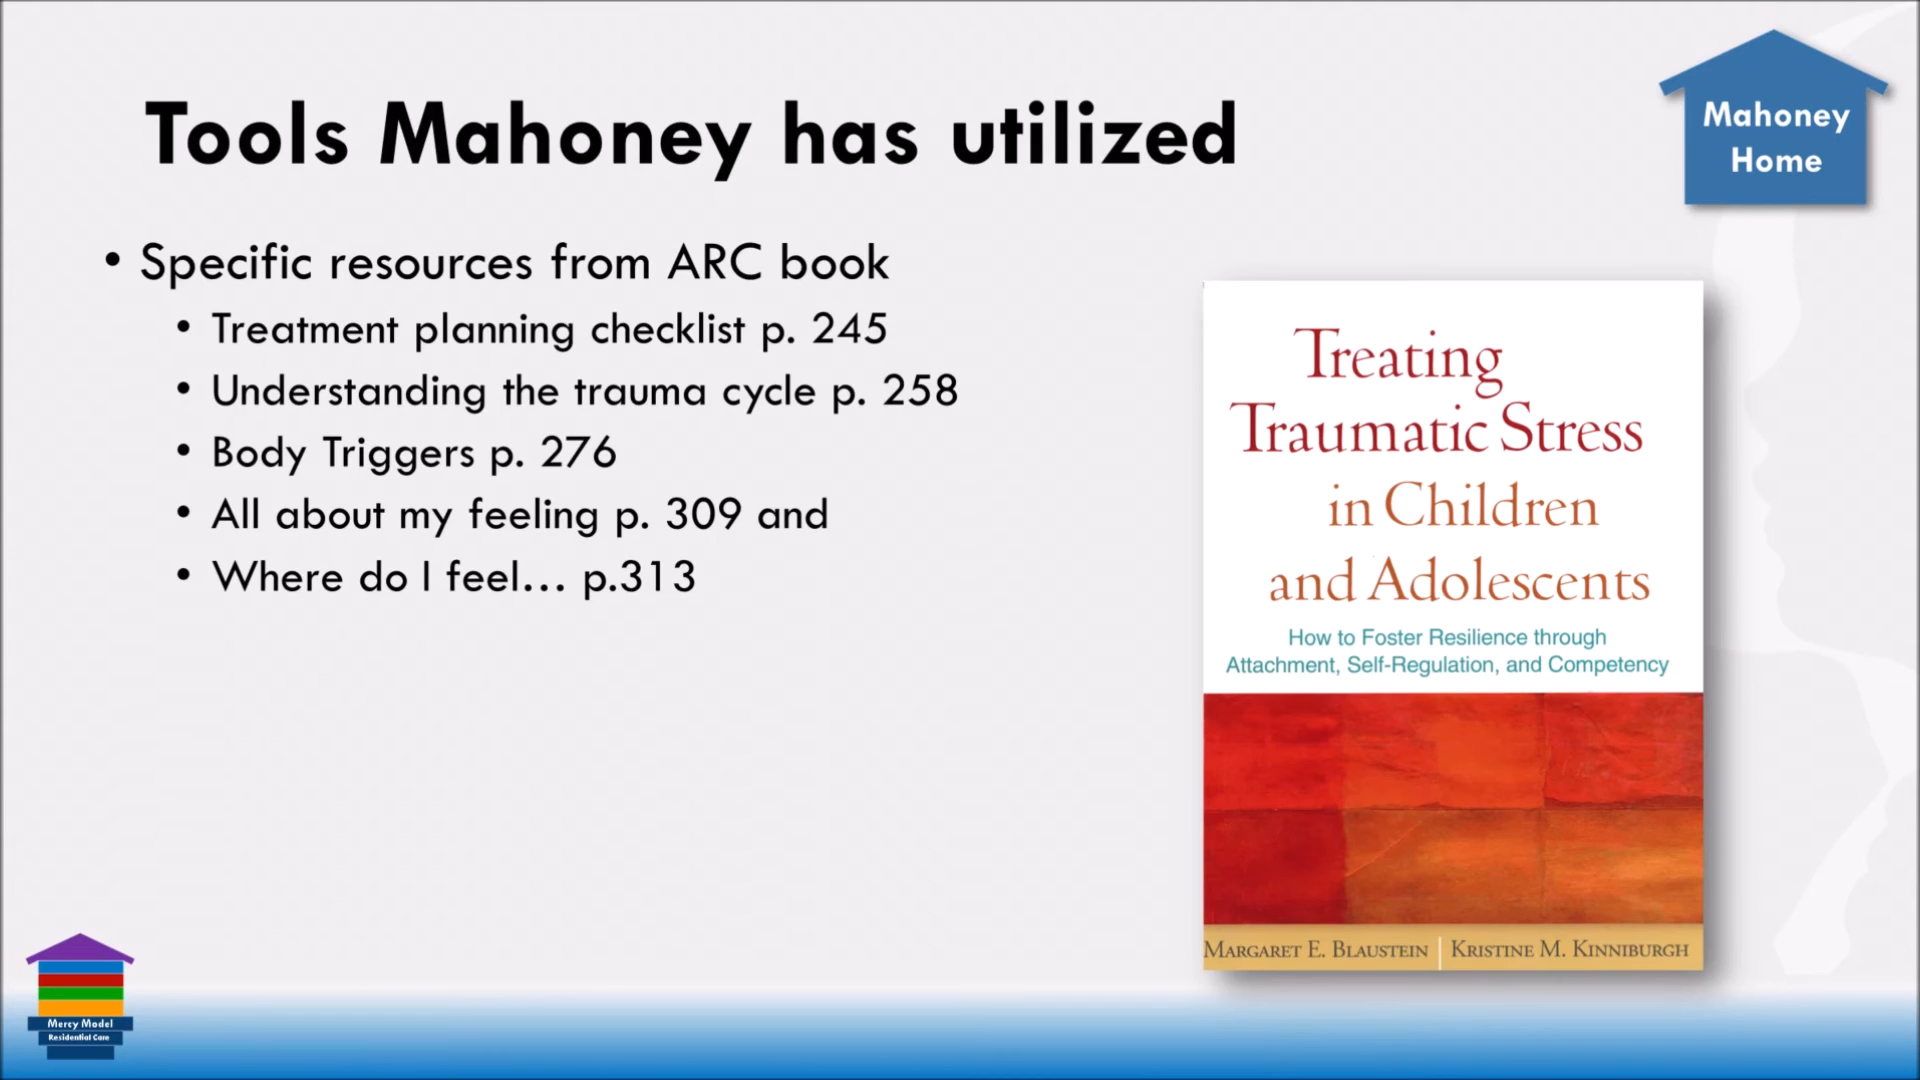 Tools Mahoney has utilized
Mahoney
Home
• Specific resources from ARC book
• Treatment planning checklist p. 245
• Understanding the trauma cycle p. 258
• Body Triggers p. 276
• All about my feeling p. 309 and
• Where do I feel… p.313
Treating
Traumatic Stress
in Children
and Adolescents
How to Foster Resilience through
Attachment, Self-Regulation, and Competency
MARGARET E. BLAUSTEIN | KRISTINE M. KINNIBURGH
Mercy Model
Residential Care